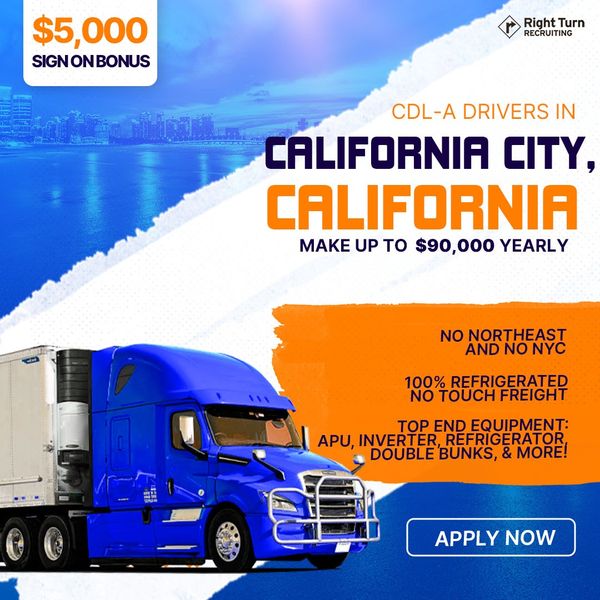 $5,000
SIGN ON BONUS
Right Turn
RECRUITING
CDL-A DRIVERS IN
CALIFORNIA CITY,
CALIFORNIA
MAKE UP TO $90,000 YEARLY
NO NORTHEAST
AND NO NYC
100% REFRIGERATED
NO TOUCH FREIGHT
TOP END EQUIPMENT:
APU, INVERTER, REFRIGERATOR,
DOUBLE BUNKS, & MORE!
APPLY NOW